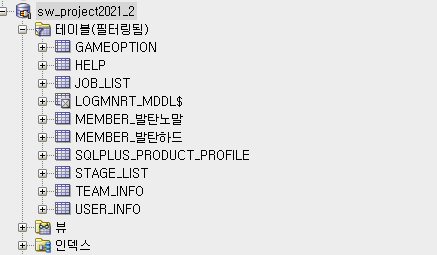 sw_project2021_2
테이블(필터링됨)
GAMEOPTION
HELP
JOB_LIST
LOGMNRT_MDDL$
MEMBER_발탄노말
MEMBER_발탄하드
SQLPLUS_PRODUCT_PROFILE
STAGE_LIST
TEAM_INFO
USER_INFO
뷰
인덱스